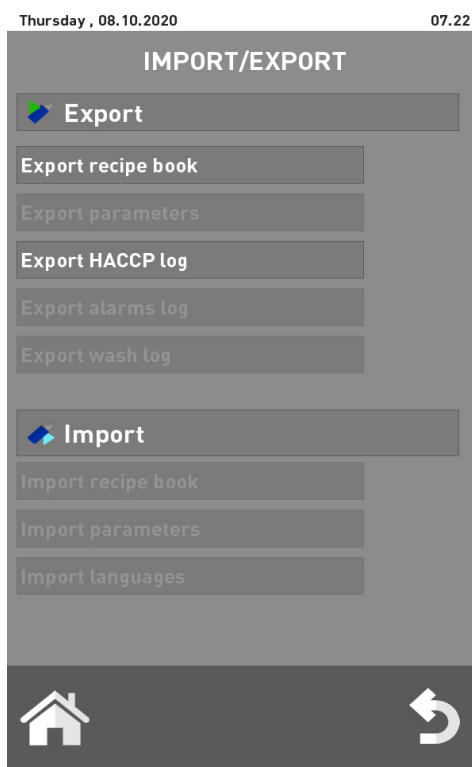 Thursday , 08.10.2020 07.22
IMPORT/EXPORT
Export
Export recipe book
Export parameters
Export HACCP log
Export alarms log
Export wash log
Import
Import recipe book
Import parameters
Import languages